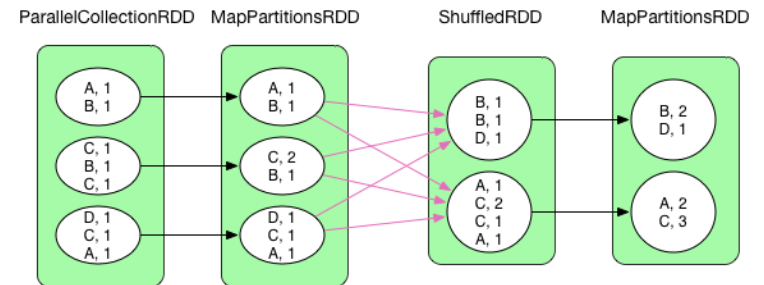 ParallelCollectionRDD
MapPartitionsRDD
ShuffledRDD
MapPartitionsRDD
A, 1
B, 1
C, 1
B, 1
C, 1
D, 1
C, 1
A, 1
A, 1
B, 1
C, 2
B, 1
D, 1
C, 1
A, 1
B, 1
B, 1
D, 1
A, 1
C, 2
C, 1
A, 1
B, 2
D, 1
A, 2
C, 3